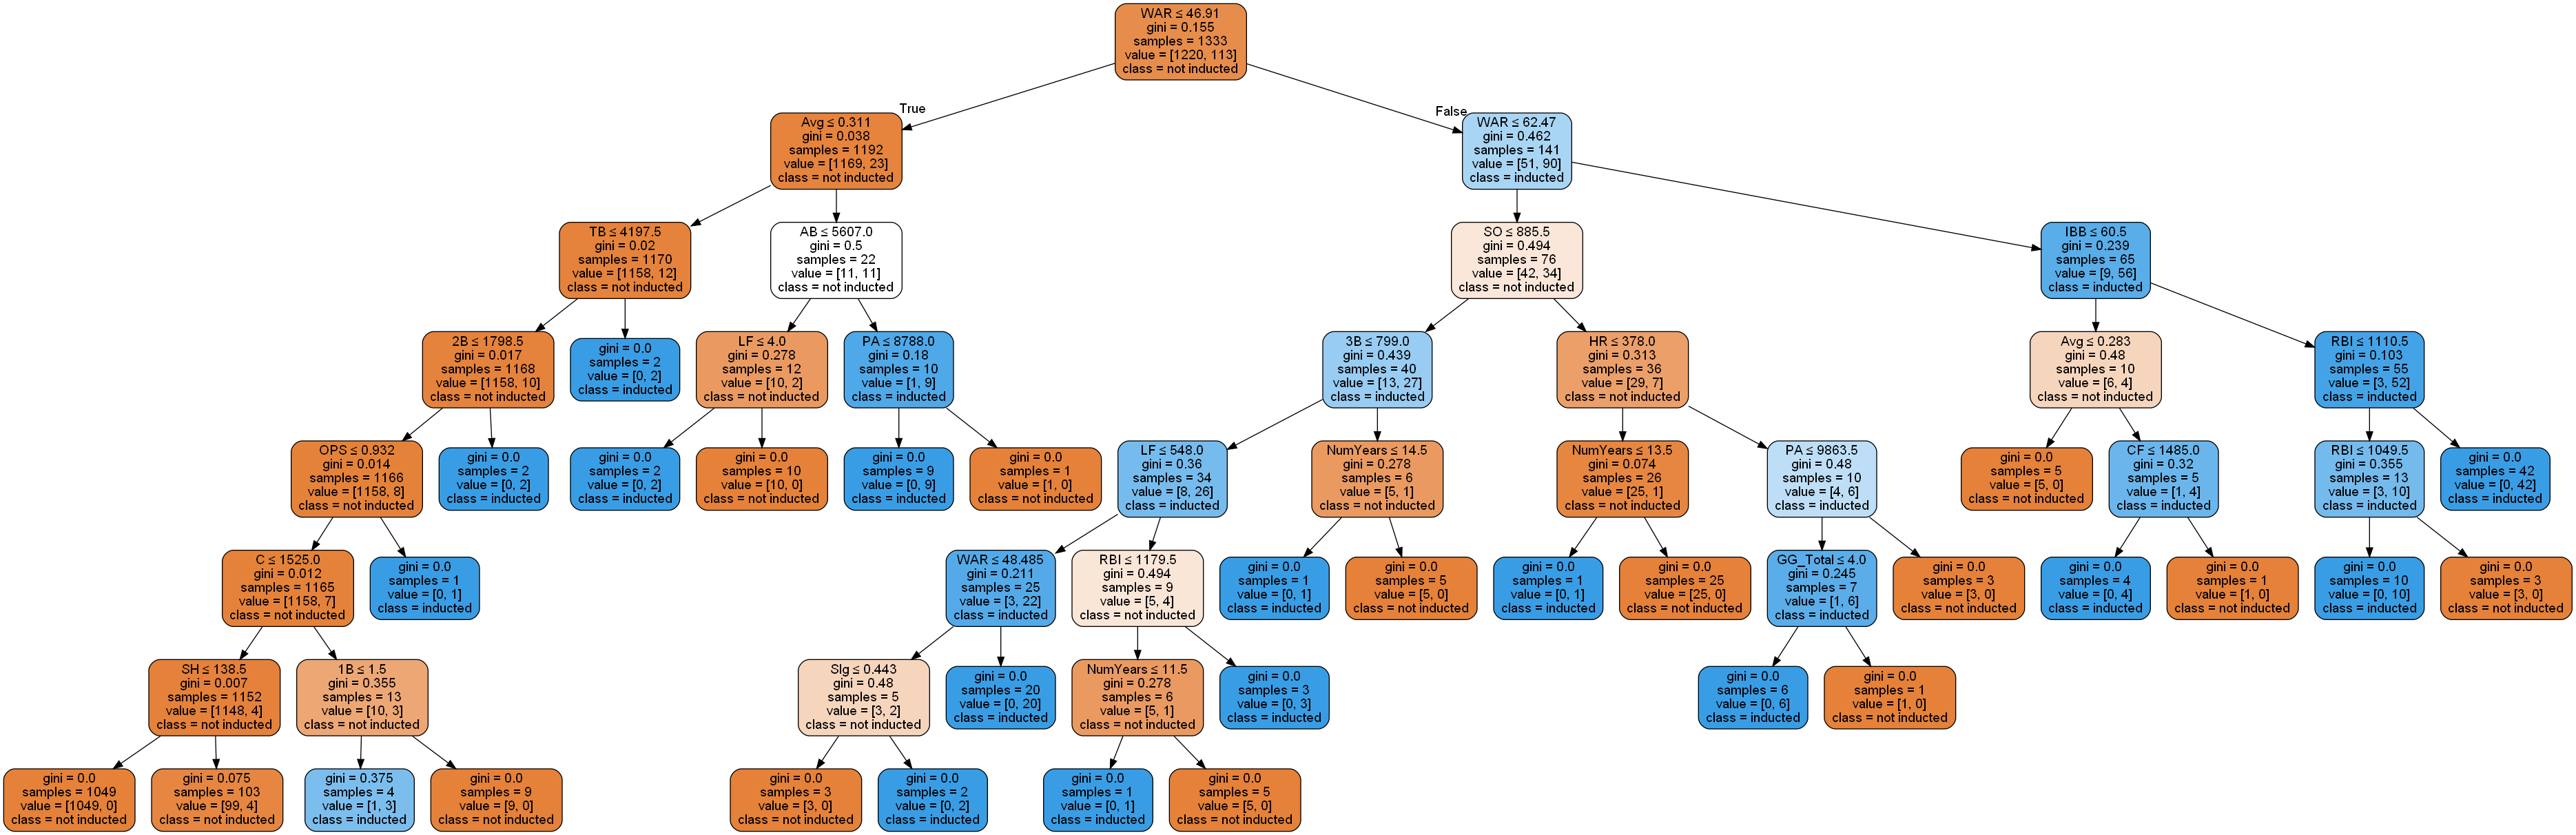 WAR ≤ 46.91
gini = 0.155
samples = 1333
value = [1220, 113]
class = not inducted
True
False
Avg ≤ 0.311
gini = 0.038
samples = 1192
value = [1169, 23]
class = not inducted
WAR ≤ 62.47
gini = 0.462
samples = 141
value = [51, 90]
class = inducted
TB ≤ 4197.5
gini = 0.02
samples = 1170
value = [1158, 12]
class = not inducted
AB ≤ 5607.0
gini = 0.5
samples = 22
value = [11, 11]
class = not inducted
SO ≤ 885.5
gini = 0.494
samples = 76
value = [42, 34]
class = not inducted
IBB ≤ 60.5
gini = 0.239
samples = 65
value = [9, 56]
class = inducted
2B ≤ 1798.5
gini = 0.017
samples = 1168
value = [1158, 10]
class = not inducted
gini = 0.0
samples = 2
value = [0, 2]
class = inducted
LF ≤ 4.0
gini = 0.278
samples = 12
value = [10, 2]
class = not inducted
PA ≤ 8788.0
gini = 0.18
samples = 10
value = [1, 9]
class = inducted
3B ≤ 799.0
gini = 0.439
samples = 40
value = [13, 27]
class = inducted
HR ≤ 378.0
gini = 0.313
samples = 36
value = [29, 7]
class = not inducted
Avg ≤ 0.283
gini = 0.48
samples = 10
value = [6, 4]
class = not inducted
RBI ≤ 1110.5
gini = 0.103
samples = 55
value = [3, 52]
class = inducted
OPS ≤ 0.932
gini = 0.014
samples = 1166
value = [1158, 8]
class = not inducted
gini = 0.0
samples = 2
value = [0, 2]
class = inducted
gini = 0.0
samples = 2
value = [0, 2]
class = inducted
gini = 0.0
samples = 10
value = [10, 0]
class = not inducted
gini = 0.0
samples = 9
value = [0, 9]
class = inducted
gini = 0.0
samples = 1
value = [1, 0]
class = not inducted
LF ≤ 548.0
gini = 0.36
samples = 34
value = [8, 26]
class = inducted
NumYears ≤ 14.5
gini = 0.278
samples = 6
value = [5, 1]
class = not inducted
NumYears ≤ 13.5
gini = 0.074
samples = 26
value = [25, 1]
class = not inducted
PA ≤ 9863.5
gini = 0.48
samples = 10
value = [4, 6]
class = inducted
gini = 0.0
samples = 5
value = [5, 0]
class = not inducted
CF ≤ 1485.0
gini = 0.32
samples = 5
value = [1, 4]
class = inducted
RBI ≤ 1049.5
gini = 0.355
samples = 13
value = [3, 10]
class = inducted
gini = 0.0
samples = 42
value = [0, 42]
class = inducted
C ≤ 1525.0
gini = 0.012
samples = 1165
value = [1158, 7]
class = not inducted
gini = 0.0
samples = 1
value = [0, 1]
class = inducted
WAR ≤ 48.485
gini = 0.211
samples = 25
value = [3, 22]
class = inducted
RBI ≤ 1179.5
gini = 0.494
samples = 9
value = [5, 4]
class = not inducted
gini = 0.0
samples = 1
value = [0, 1]
class = inducted
gini = 0.0
samples = 5
value = [5, 0]
class = not inducted
gini = 0.0
samples = 1
value = [0, 1]
class = inducted
gini = 0.0
samples = 25
value = [25, 0]
class = not inducted
GG_Total ≤ 4.0
gini = 0.245
samples = 7
value = [1, 6]
class = inducted
gini = 0.0
samples = 3
value = [3, 0]
class = not inducted
gini = 0.0
samples = 4
value = [0, 4]
class = inducted
gini = 0.0
samples = 1
value = [1, 0]
class = not inducted
gini = 0.0
samples = 10
value = [0, 10]
class = inducted
gini = 0.0
samples = 3
value = [3, 0]
class = not inducted
SH ≤ 138.5
gini = 0.007
samples = 1152
value = [1148, 4]
class = not inducted
1B ≤ 1.5
gini = 0.355
samples = 13
value = [10, 3]
class = not inducted
Slg ≤ 0.443
gini = 0.48
samples = 5
value = [3, 2]
class = not inducted
gini = 0.0
samples = 20
value = [0, 20]
class = inducted
NumYears ≤ 11.5
gini = 0.278
samples = 6
value = [5, 1]
class = not inducted
gini = 0.0
samples = 3
value = [0, 3]
class = inducted
gini = 0.0
samples = 6
value = [0, 6]
class = inducted
gini = 0.0
samples = 1
value = [1, 0]
class = not inducted
gini = 0.0
samples = 1049
value = [1049, 0]
class = not inducted
gini = 0.075
samples = 103
value = [99, 4]
class = not inducted
gini = 0.375
samples = 4
value = [1, 3]
class = inducted
gini = 0.0
samples = 9
value = [9, 0]
class = not inducted
gini = 0.0
samples = 3
value = [3, 0]
class = not inducted
gini = 0.0
samples = 2
value = [0, 2]
class = inducted
gini = 0.0
samples = 1
value = [0, 1]
class = inducted
gini = 0.0
samples = 5
value = [5, 0]
class = not inducted